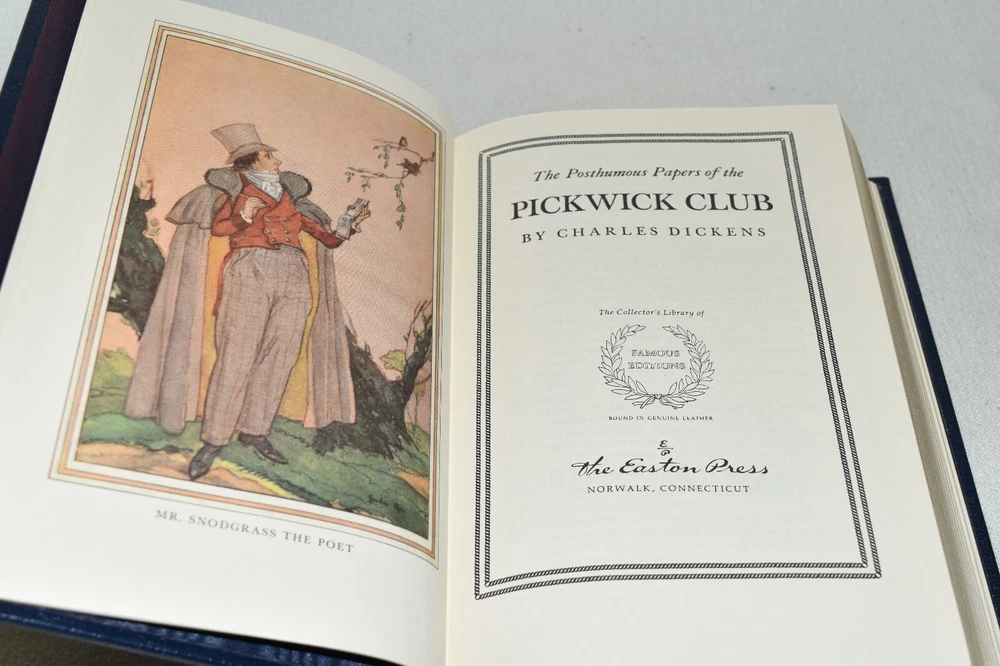 MR. SNODGRASS THE POET
The Posthumous Papers of the
PICKWICK CLUB
BY CHARLES DICKENS
The Collector's Library of
FAMOUS
EDITIONS
BOUND IN GENUINE LEATHER
E
P
The Easton Press
NORWALK, CONNECTICUT